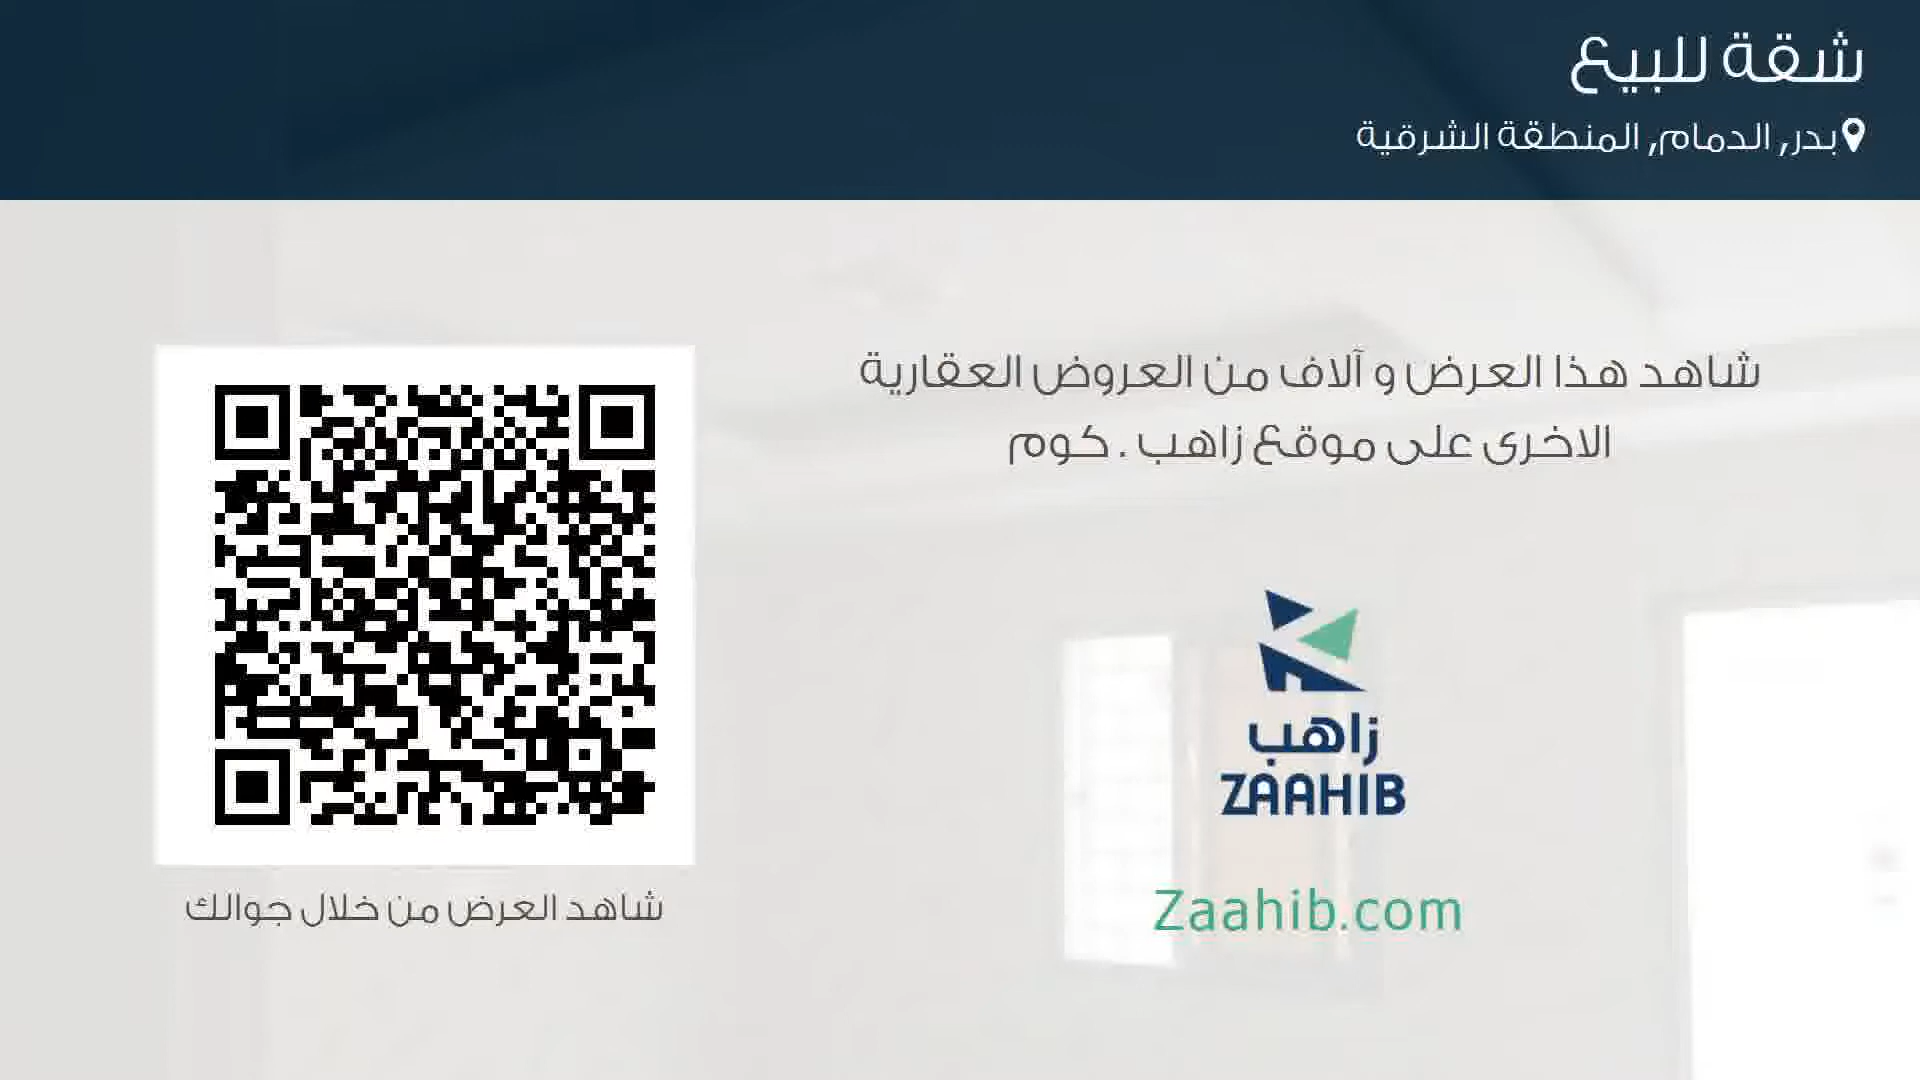 شقة للبيع
بدر, الدمام, المنطقة الشرقية
شاهد هذا العرض و آلاف من العروض العقارية
الاخرى على موقع زاهب . كوم
زاهب
ZAAHIB
Zaahib.com
شاهد العرض من خلال جوالك